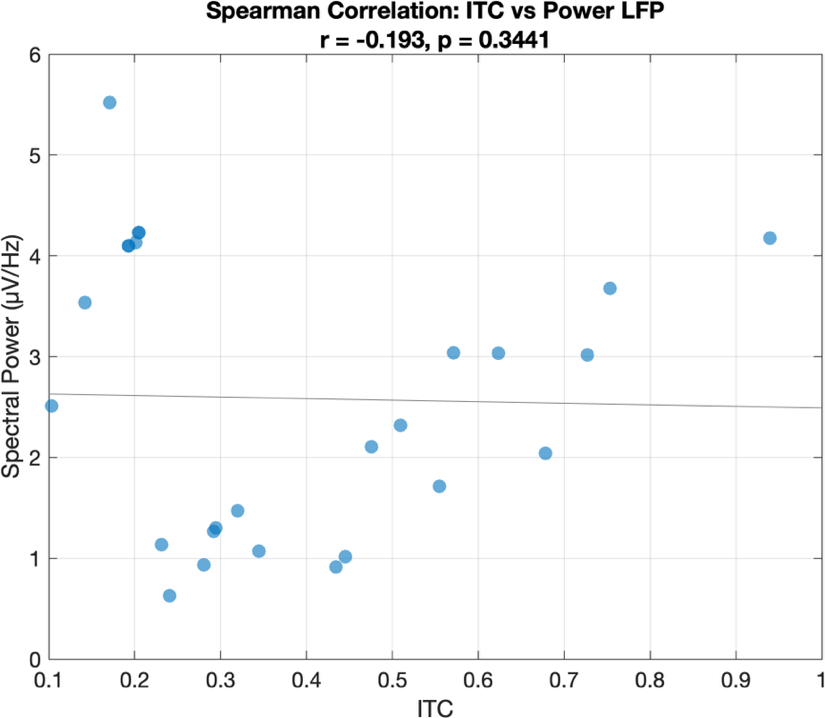 Spearman Correlation: ITC vs Power LFP
r = -0.193, p = 0.3441
Spectral Power (µV/Hz)
6
5
4
3
2
1
0
0.1 0.2 0.3 0.4 0.5 0.6 0.7 0.8 0.9 1
ITC